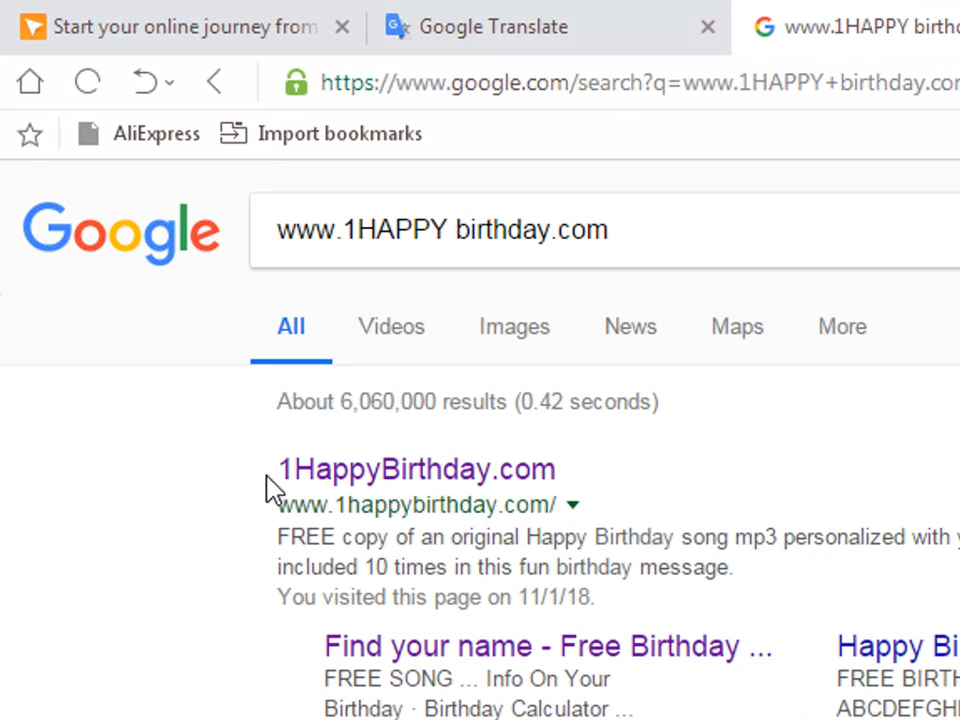 Start your online journey from
Google Translate
www.1HAPPY
https://www.google.com/search?q=www.1HAPPY+birthday.com
AliExpress
Import bookmarks
Google
www.1HAPPY birthday.com
All
Videos
Images
News
Maps
More
About 6,060,000 results (0.42 seconds)
1HappyBirthday.com
www.1happybirthday.com/
FREE copy of an original Happy Birthday song mp3 personalized with
included 10 times in this fun birthday message.
You visited this page on 11/1/18.
Find your name - Free Birthday ...
Happy
FREE SONG ... Info On Your
FREE
Birthday · Birthday Calculator ...